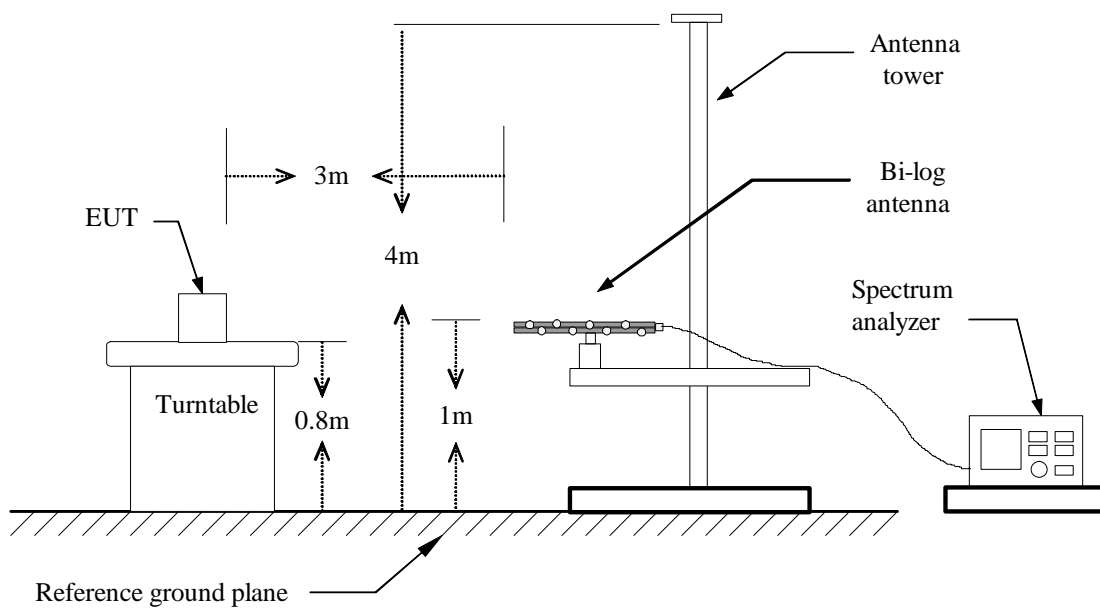 Antenna
tower
3m
Bi-log
antenna
EUT
4m
Spectrum
analyzer
Turntable
0.8m
1m
Reference ground plane